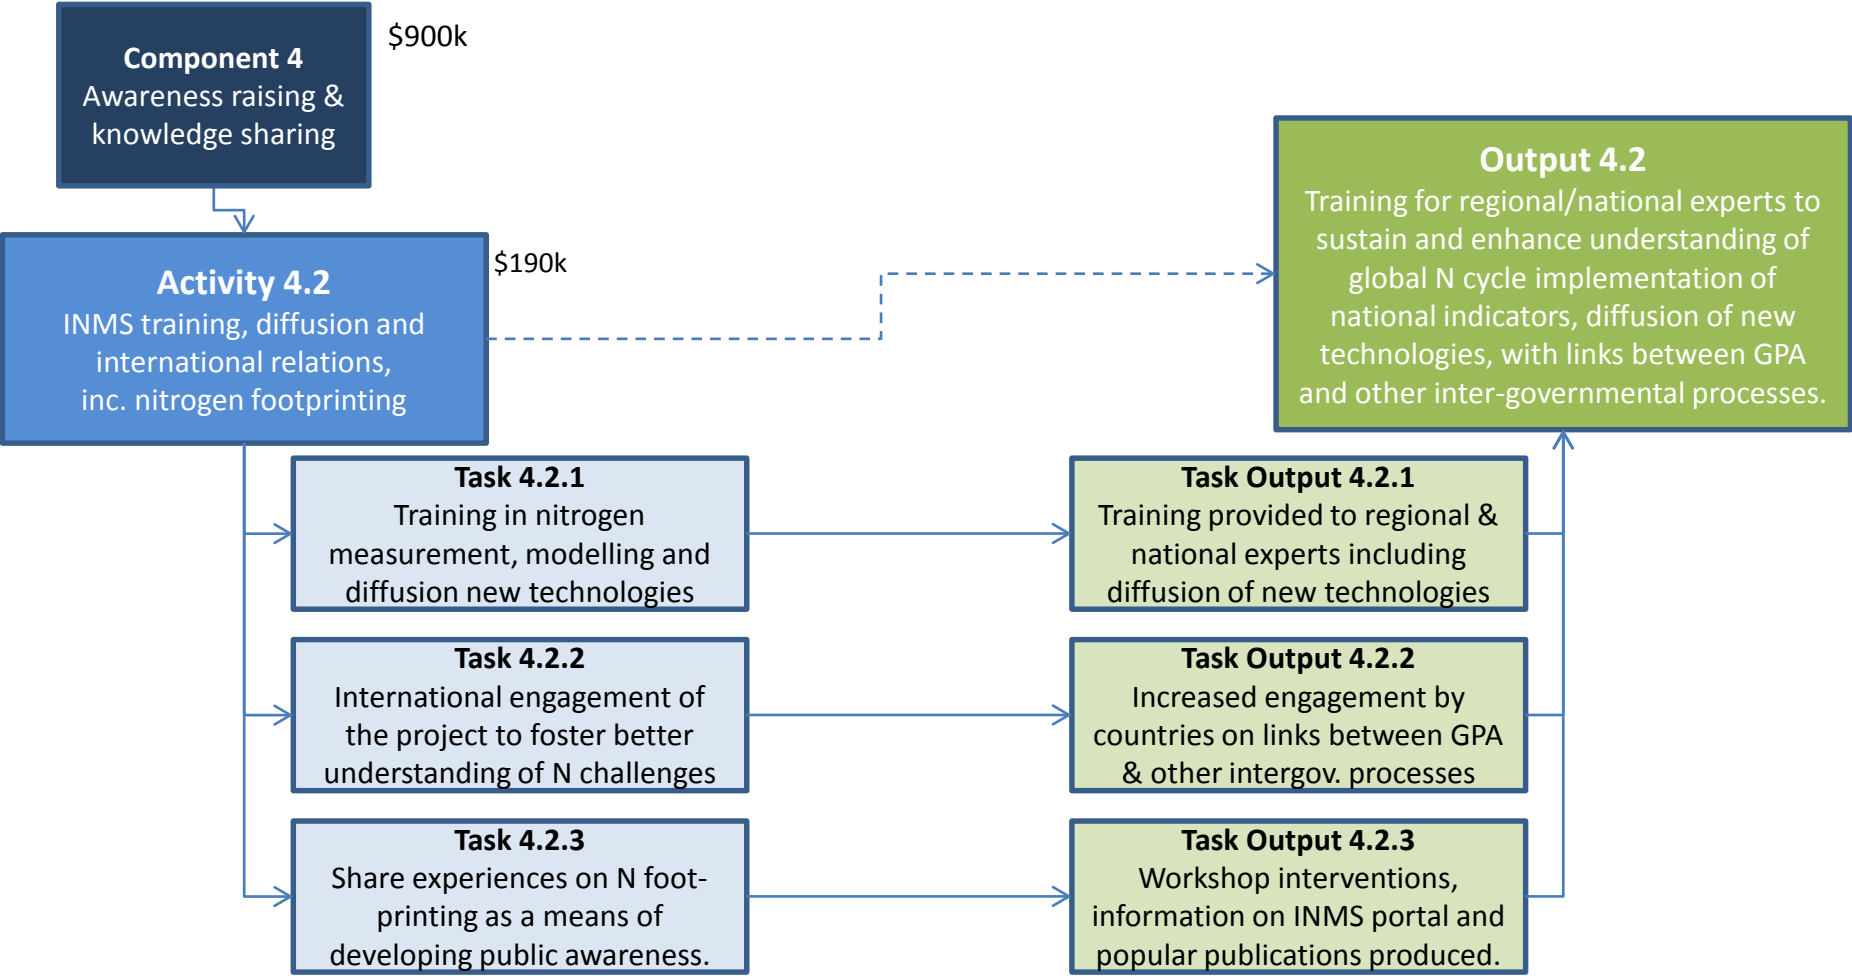 Component 4
Awareness raising &
knowledge sharing
$900k
Activity 4.2
INMS training, diffusion and
international relations,
inc. nitrogen footprinting
$190k
Output 4.2
Training for regional/national experts to
sustain and enhance understanding of
global N cycle implementation of
national indicators, diffusion of new
technologies, with links between GPA
and other inter-governmental processes.
Task 4.2.1
Training in nitrogen
measurement, modelling and
diffusion new technologies
Task Output 4.2.1
Training provided to regional &
national experts including
diffusion of new technologies
Task 4.2.2
International engagement of
the project to foster better
understanding of N challenges
Task Output 4.2.2
Increased engagement by
countries on links between GPA
& other intergov. processes
Task 4.2.3
Share experiences on N foot-
printing as a means of
developing public awareness.
Task Output 4.2.3
Workshop interventions,
information on INMS portal and
popular publications produced.